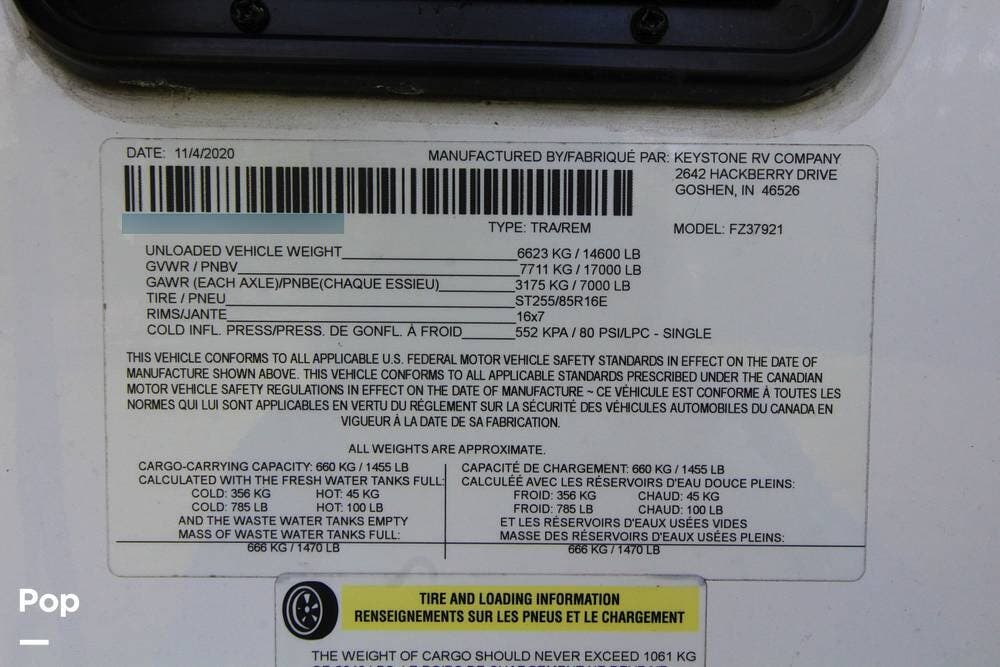 DATE: 11/4/2020
MANUFACTURED BY/FABRIQUÉ PAR: KEYSTONE RV COMPANY
2642 HACKBERRY DRIVE
GOSHEN, IN 46526
TYPE: TRA/REM
MODEL: FZ37921
UNLOADED VEHICLE WEIGHT 6623 KG / 14600 LB
GVWR / PNBV 7711 KG / 17000 LB
GAWR (EACH AXLE)/PNBE(CHAQUE ESSIEU) 3175 KG / 7000 LB
TIRE / PNEU ST255/85R16E
RIMS/JANTE 16x7
COLD INFL. PRESS/PRESS. DE GONFL. À FROID 552 KPA / 80 PSI/LPC - SINGLE
THIS VEHICLE CONFORMS TO ALL APPLICABLE U.S. FEDERAL MOTOR VEHICLE SAFETY STANDARDS IN EFFECT ON THE DATE OF
MANUFACTURE SHOWN ABOVE. THIS VEHICLE CONFORMS TO ALL APPLICABLE STANDARDS PRESCRIBED UNDER THE CANADIAN
MOTOR VEHICLE SAFETY REGULATIONS IN EFFECT ON THE DATE OF MANUFACTURE ~ CE VÉHICULE EST CONFORME À TOUTES LES
NORMES QUI LUI SONT APPLICABLES EN VERTU DU RÉGLEMENT SUR LA SÉCURITÉ DES VÉHICULES AUTOMOBILES DU CANADA EN
VIGUEUR À LA DATE DE SA FABRICATION.
ALL WEIGHTS ARE APPROXIMATE.
CARGO-CARRYING CAPACITY: 660 KG / 1455 LB
CALCULATED WITH THE FRESH WATER TANKS FULL:
COLD: 356 KG HOT: 45 KG
COLD: 785 LB HOT: 100 LB
AND THE WASTE WATER TANKS EMPTY
MASS OF WASTE WATER TANKS FULL:
666 KG / 1470 LB
CAPACITÉ DE CHARGEMENT: 660 KG / 1455 LB
CALCULÉE AVEC LES RÉSERVOIRS D'EAU DOUCE PLEINS:
FROID: 356 KG CHAUD: 45 KG
FROID: 785 LB CHAUD: 100 LB
ET LES RÉSERVOIRS D'EAUX USÉES VIDES
MASSE DES RÉSERVOIRS D'EAUX USÉES PLEINS:
666 KG / 1470 LB
TIRE AND LOADING INFORMATION
RENSEIGNEMENTS SUR LES PNEUS ET LE CHARGEMENT
THE WEIGHT OF CARGO SHOULD NEVER EXCEED 1061 KG
Pop